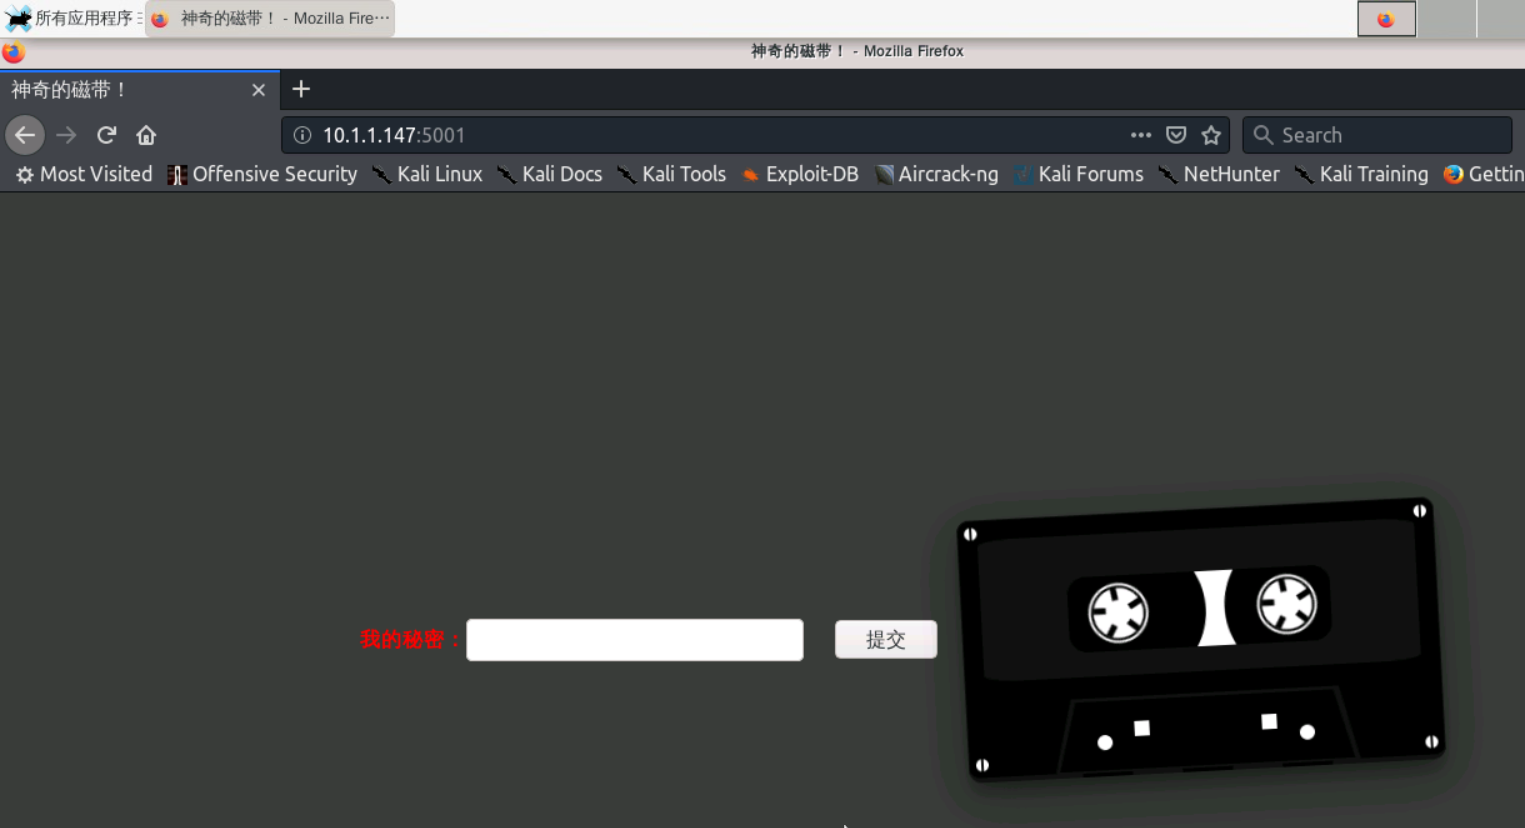 所有应用程序
神奇的磁带！ - Mozilla Fire…
神奇的磁带！ - Mozilla Firefox
神奇的磁带！
10.1.1.147:5001
Search
Most Visited Offensive Security Kali Linux Kali Docs Kali Tools Exploit-DB Aircrack-ng Kali Forums NetHunter Kali Training Gettin
我的秘密：
提交